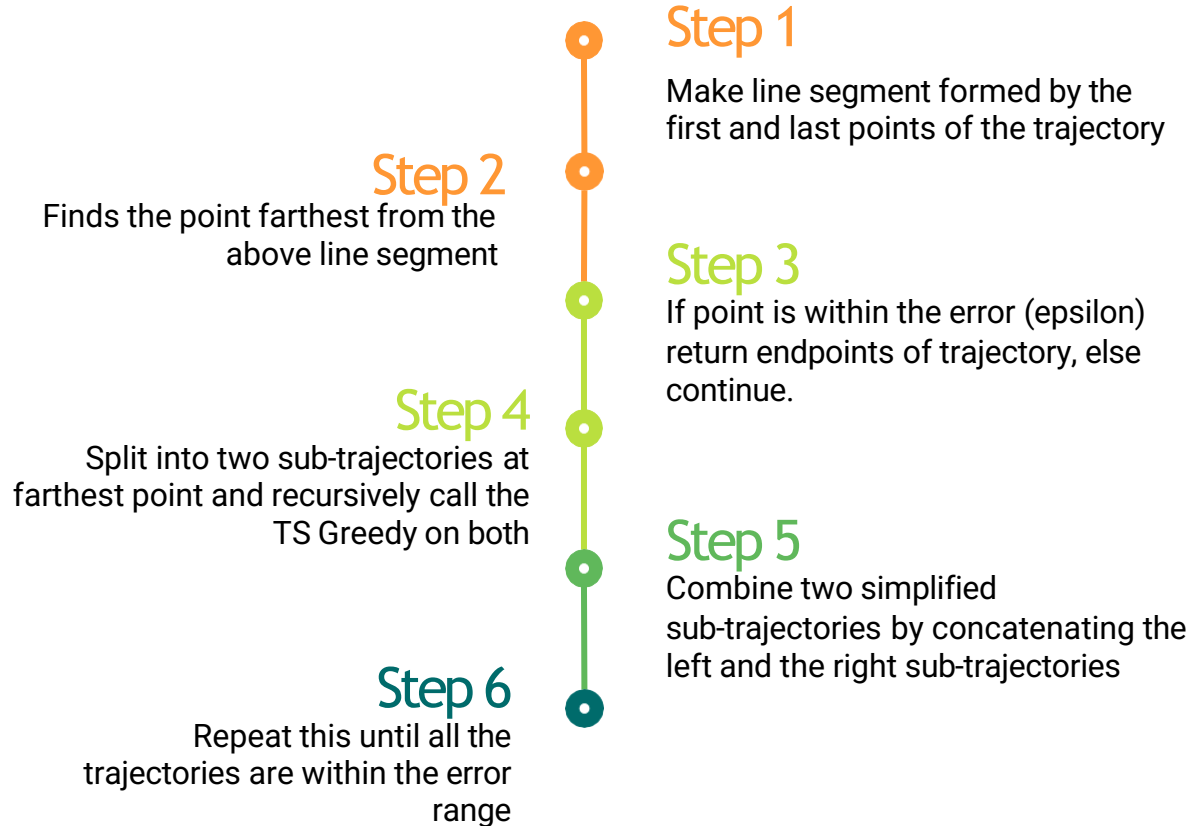 Step 1
Make line segment formed by the
first and last points of the trajectory
Step 2
Finds the point farthest from the
above line segment
Step 3
If point is within the error (epsilon)
return endpoints of trajectory, else
continue.
Step 4
Split into two sub-trajectories at
farthest point and recursively call the
TS Greedy on both
Step 5
Combine two simplified
sub-trajectories by concatenating the
left and the right sub-trajectories
Step 6
Repeat this until all the
trajectories are within the error
range